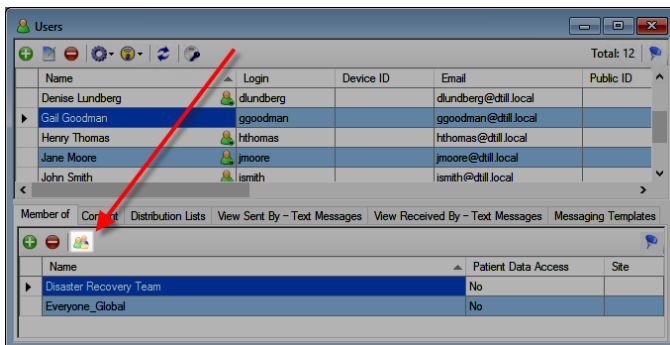 Users
Total: 12
Name Login Device ID Email Public ID
Denise Lundberg dlundberg dlundberg@dtill.local
Gail Goodman ggoodman ggoodman@dtill.local
Henry Thomas hthomas hthomas@dtill.local
Jane Moore jmoore jmoore@dtill.local
John Smith jsmith jsmith@dtill.local
Member of Content Distribution Lists View Sent By – Text Messages View Received By – Text Messages Messaging Templates
Name Patient Data Access Site
Disaster Recovery Team No
Everyone_Global No